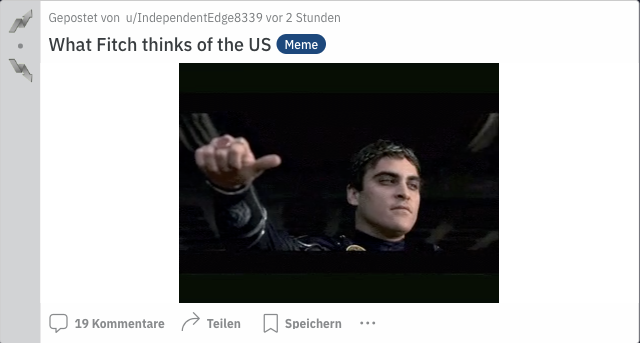 Gepostet von u/IndependentEdge8339 vor 2 Stunden
What Fitch thinks of the US Meme
19 Kommentare Teilen Speichern